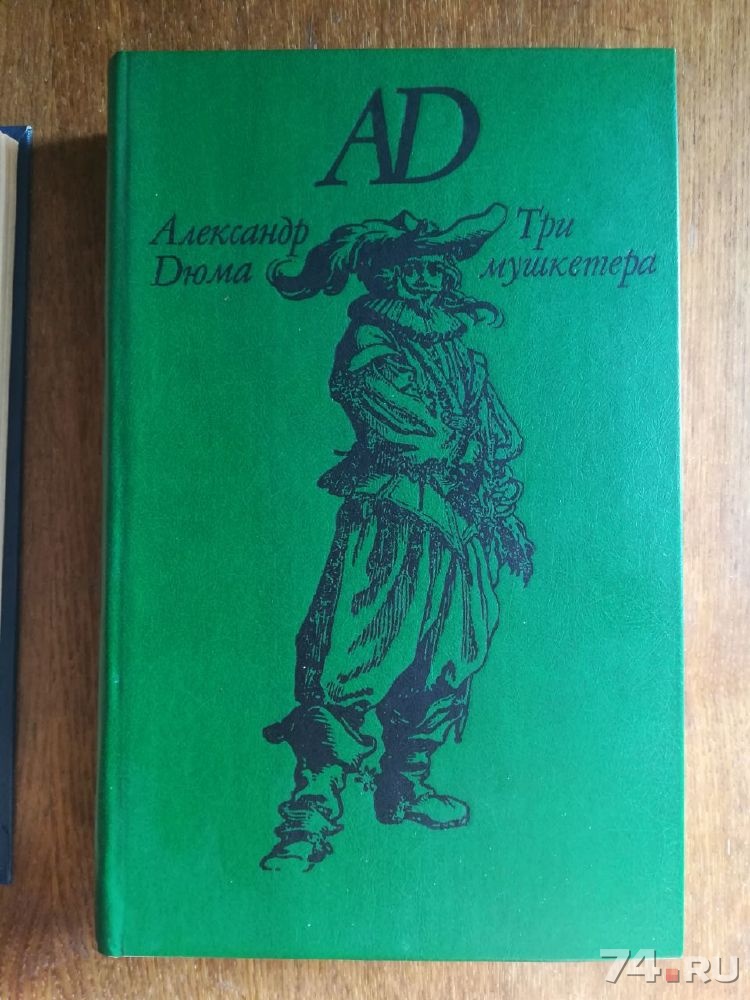 AD
Александр
Дюма
Три
мушкетера
74.RU